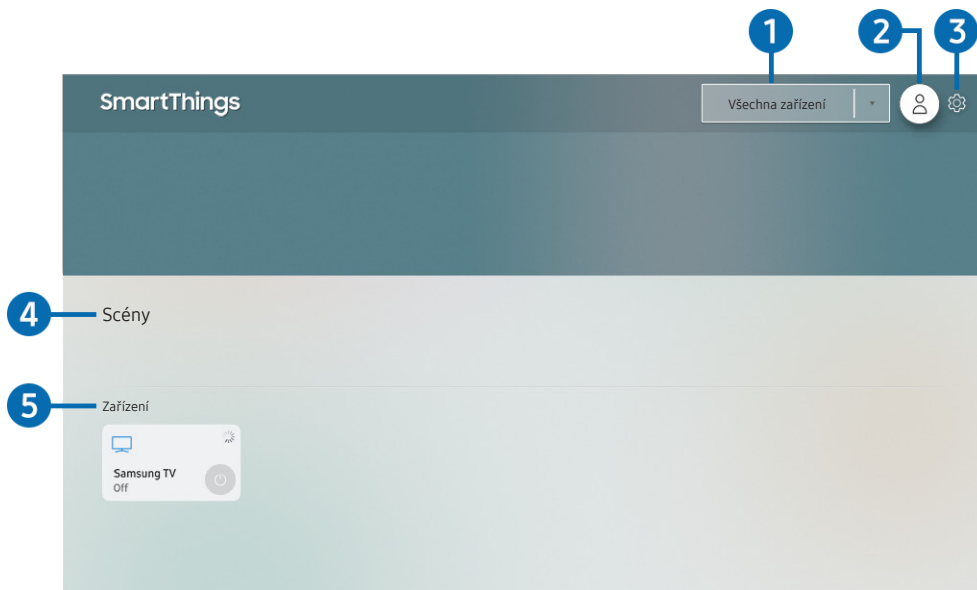 1 2 3
SmartThings
Všechna zařízení
4 Scény
5 Zařízení
Samsung TV
Off